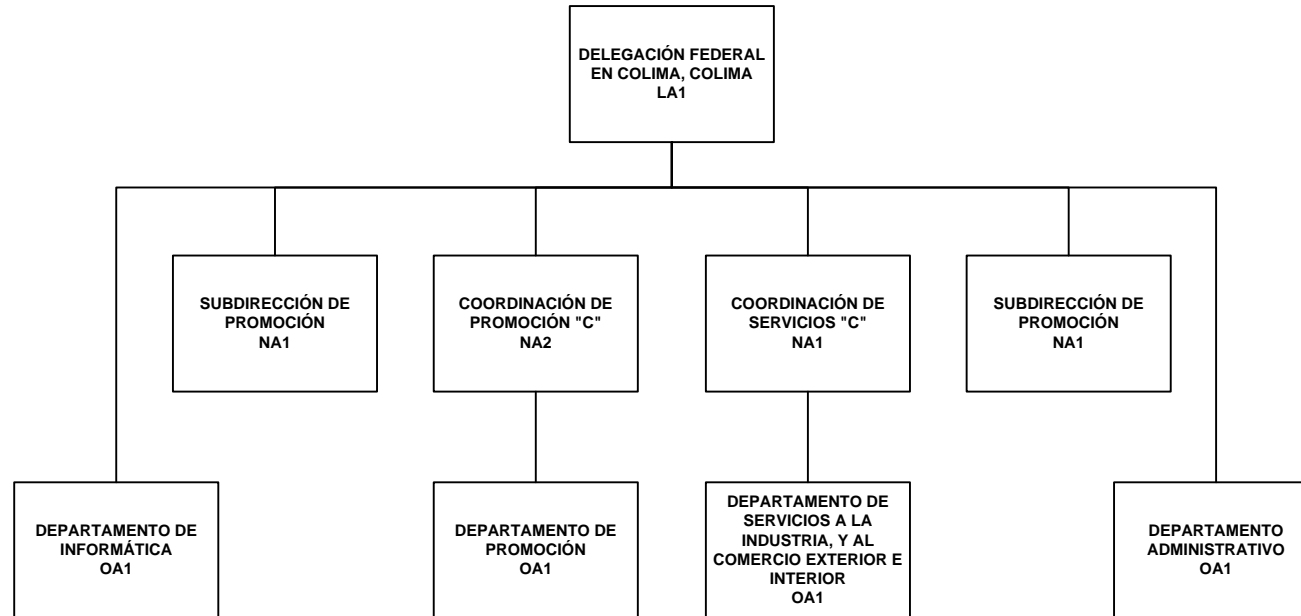 DELEGACIÓN FEDERAL
EN COLIMA, COLIMA
LA1
SUBDIRECCIÓN DE
PROMOCIÓN
NA1
COORDINACIÓN DE
PROMOCIÓN "C"
NA2
COORDINACIÓN DE
SERVICIOS "C"
NA1
SUBDIRECCIÓN DE
PROMOCIÓN
NA1
DEPARTAMENTO DE
INFORMÁTICA
OA1
DEPARTAMENTO DE
PROMOCIÓN
OA1
DEPARTAMENTO DE
SERVICIOS A LA
INDUSTRIA, Y AL
COMERCIO EXTERIOR E
INTERIOR
OA1
DEPARTAMENTO
ADMINISTRATIVO
OA1